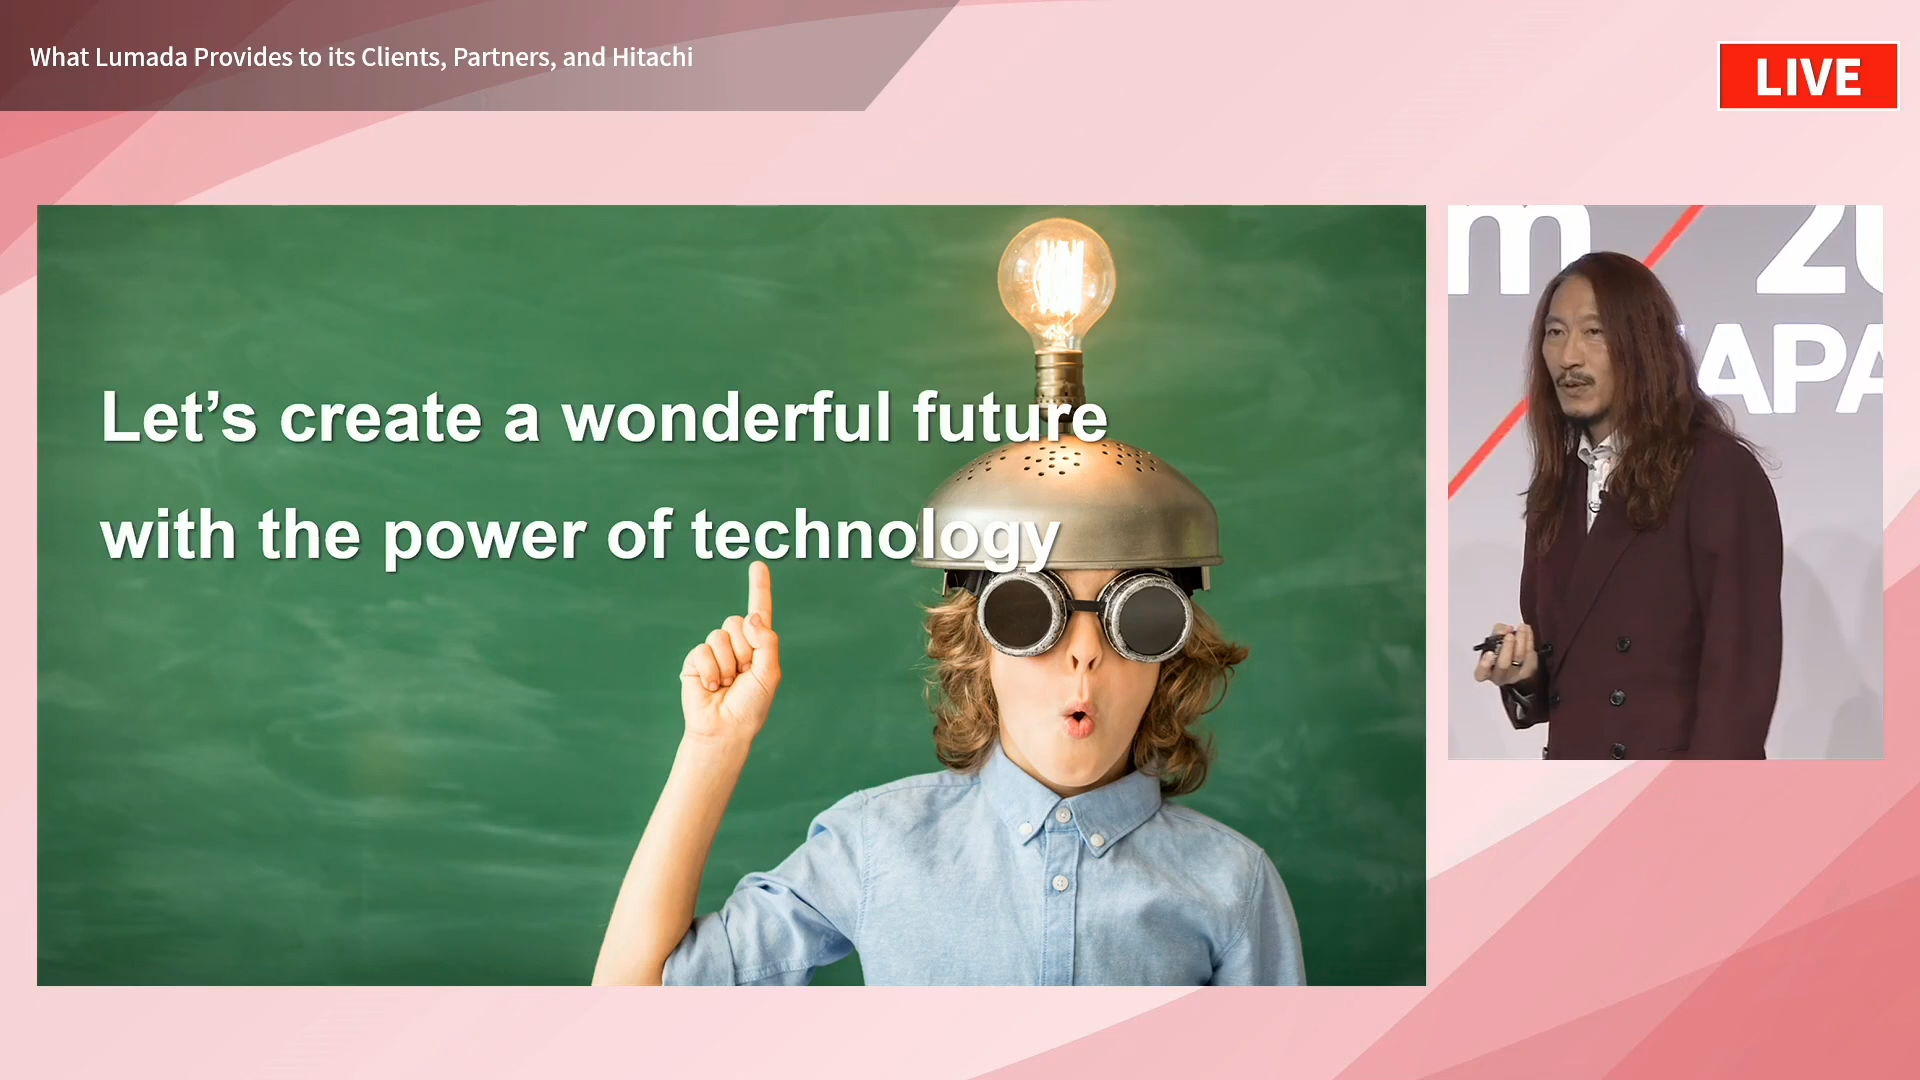 What Lumada Provides to its Clients, Partners, and Hitachi
LIVE
Let’s create a wonderful future
with the power of technology